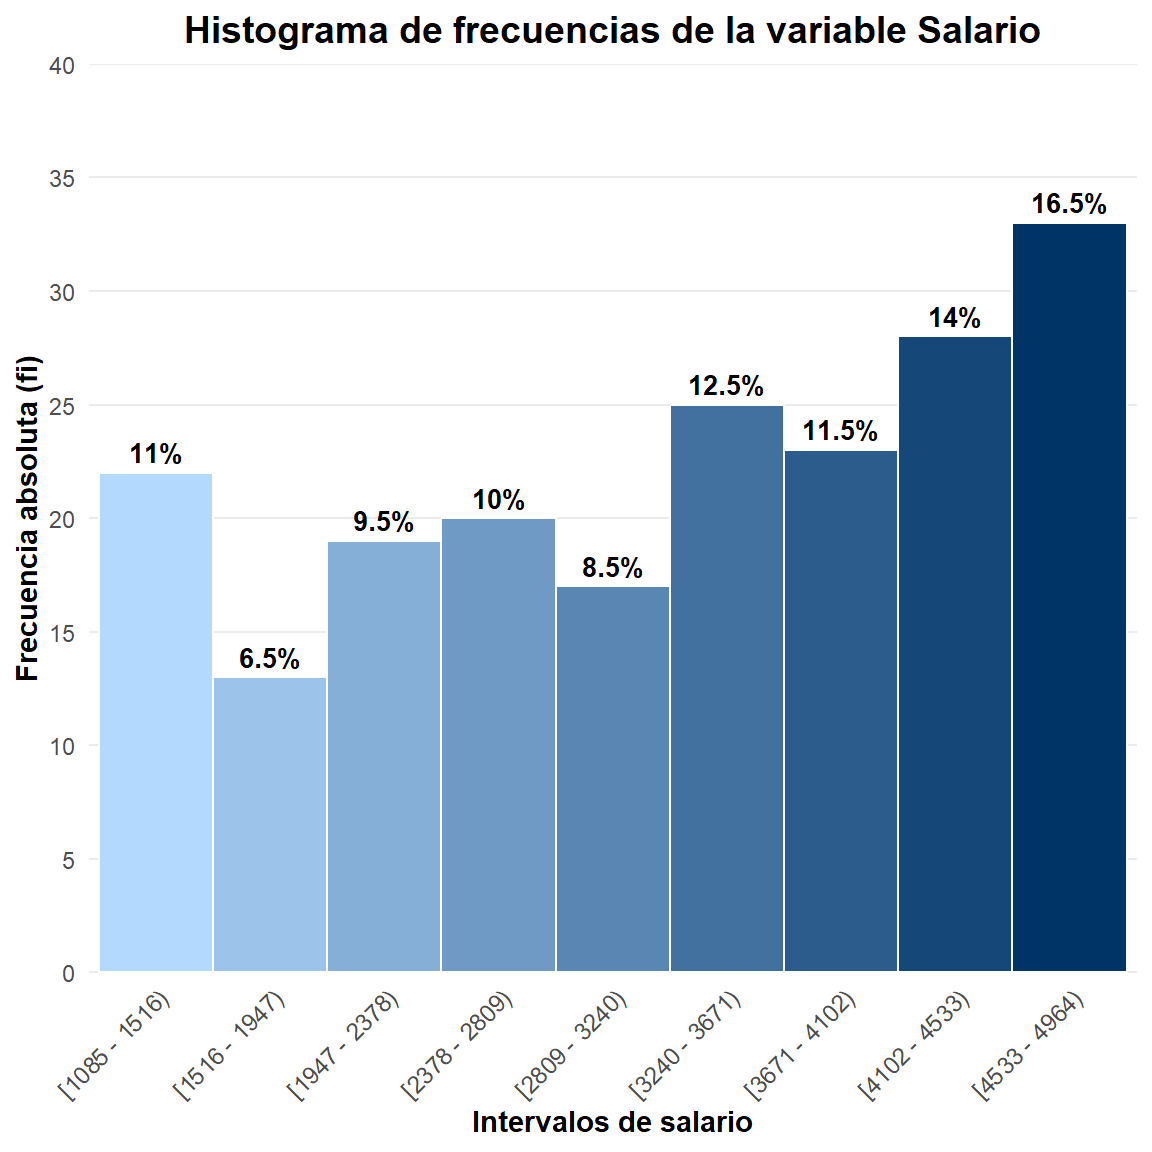 Histograma de frecuencias de la variable Salario
Frecuencia absoluta (fi)
40
35
30
25
20
15
10
5
0
11%
6.5%
9.5%
10%
8.5%
12.5%
11.5%
14%
16.5%
[1085 - 1516)
[1516 - 1947)
[1947 - 2378)
[2378 - 2809)
[2809 - 3240)
[3240 - 3671)
[3671 - 4102)
[4102 - 4533)
[4533 - 4964)
Intervalos de salario